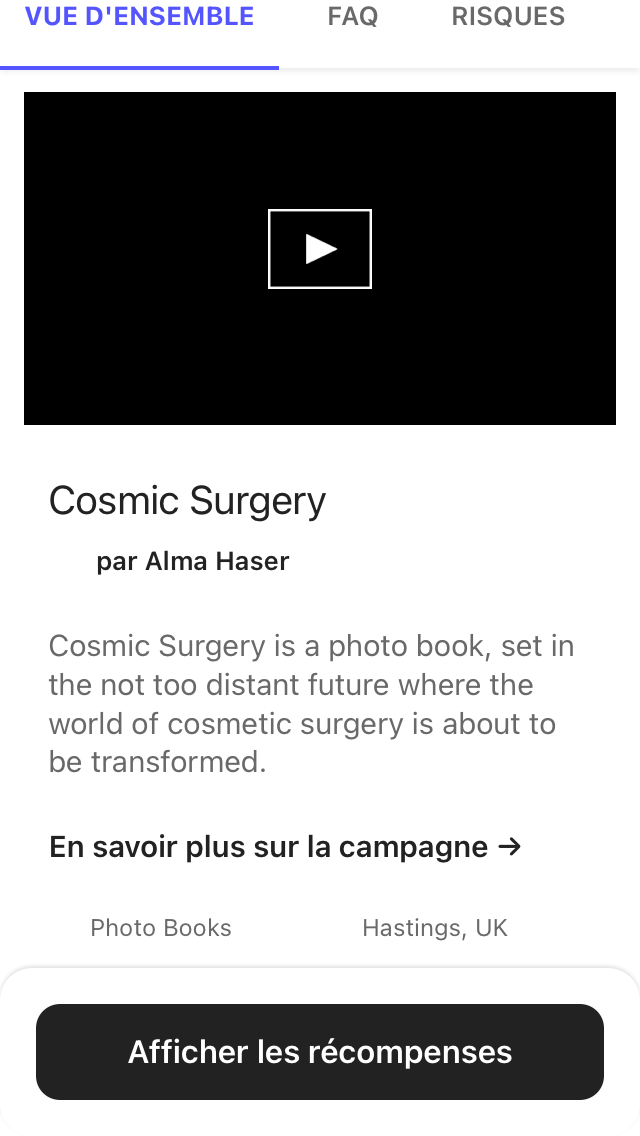 VUE D'ENSEMBLE FAQ RISQUES
Cosmic Surgery
par Alma Haser
Cosmic Surgery is a photo book, set in
the not too distant future where the
world of cosmetic surgery is about to
be transformed.
En savoir plus sur la campagne →
Photo Books Hastings, UK
Afficher les récompenses